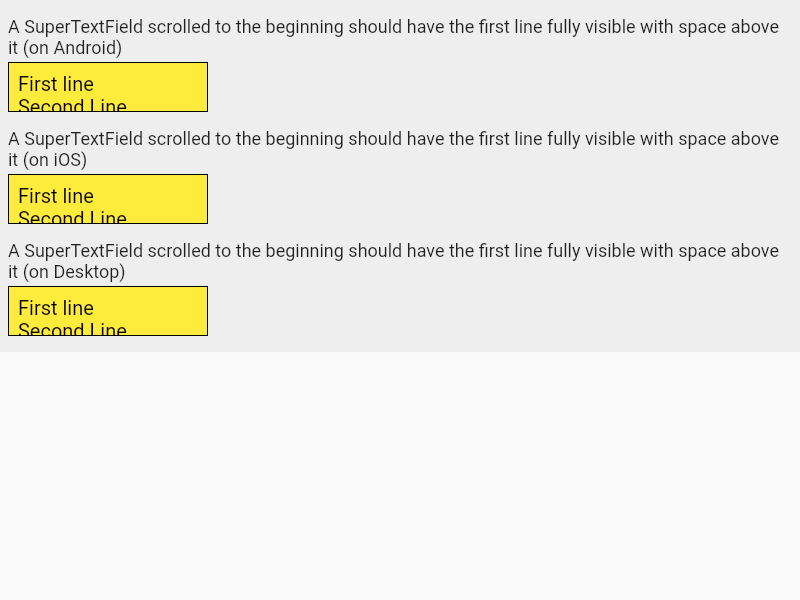 A SuperTextField scrolled to the beginning should have the first line fully visible with space above
it (on Android)
First line
Second Line
A SuperTextField scrolled to the beginning should have the first line fully visible with space above
it (on iOS)
First line
Second Line
A SuperTextField scrolled to the beginning should have the first line fully visible with space above
it (on Desktop)
First line
Second Line